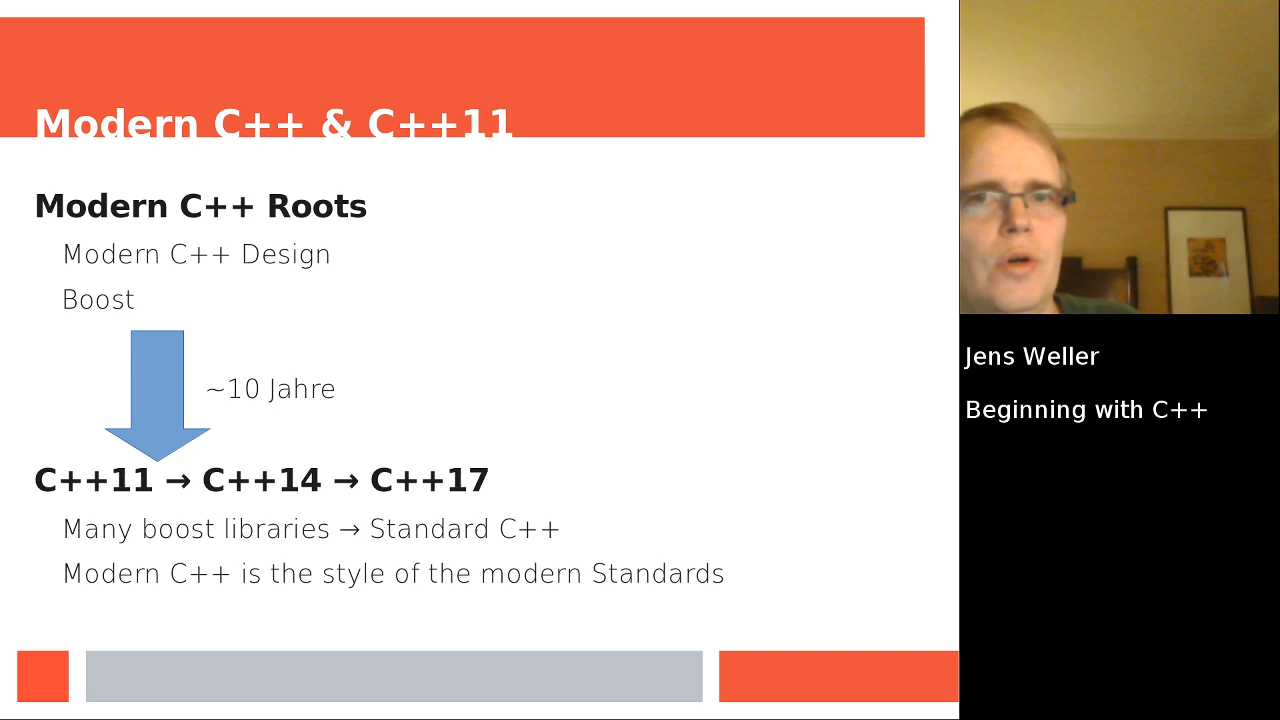 Modern C++ & C++11
Modern C++ Roots
Modern C++ Design
Boost
~10 Jahre
C++11 → C++14 → C++17
Many boost libraries → Standard C++
Modern C++ is the style of the modern Standards
Jens Weller
Beginning with C++